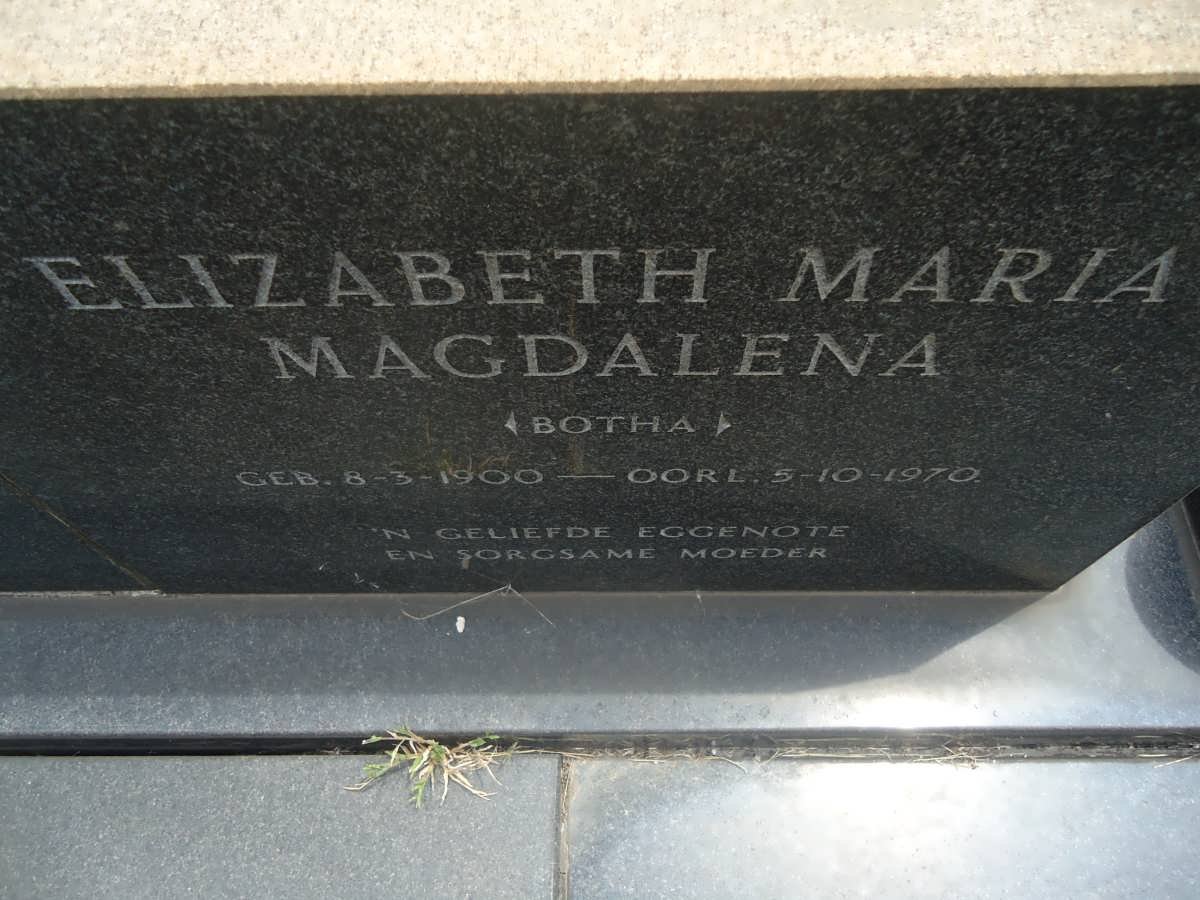 ELIZABETH MARIA
MAGDALENA
BOTHA
GEB. 8-3-1900 — OORL. 5-10-1970.
'N GELIEFDE EGGENOTE
EN SORGSAME MOEDER